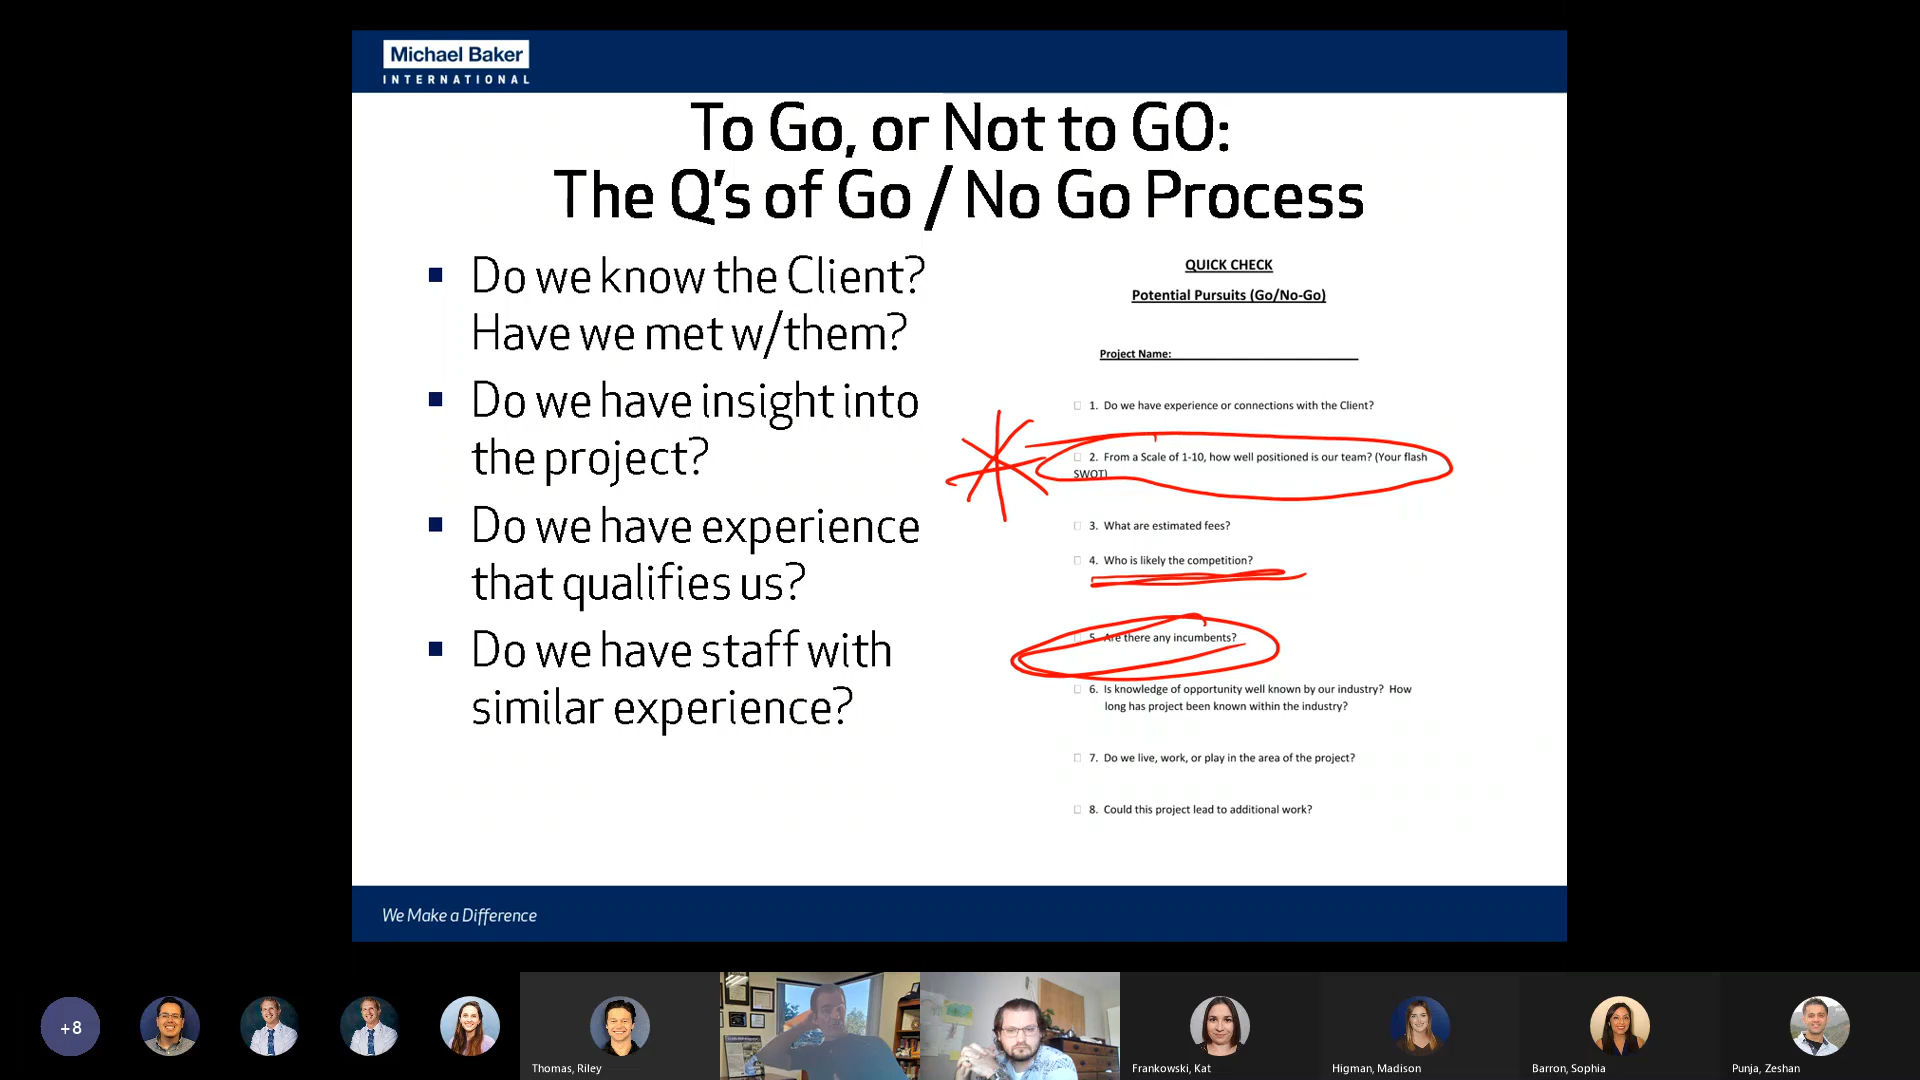 Michael Baker
INTERNATIONAL
To Go, or Not to GO:
The Q's of Go / No Go Process
▪ Do we know the Client?
Have we met w/them?
▪ Do we have insight into
the project?
▪ Do we have experience
that qualifies us?
▪ Do we have staff with
similar experience?
QUICK CHECK
Potential Pursuits (Go/No-Go)
Project Name:
1. Do we have experience or connections with the Client?
2. From a Scale of 1-10, how well positioned is our team? (Your flash
SWOT)
3. What are estimated fees?
4. Who is likely the competition?
5. Are there any incumbents?
6. Is knowledge of opportunity well known by our industry? How
long has project been known within the industry?
7. Do we live, work, or play in the area of the project?
8. Could this project lead to additional work?
We Make a Difference
+8
Thomas, Riley
Frankowski, Kat
Higman, Madison
Barron, Sophia
Punja, Zeshan